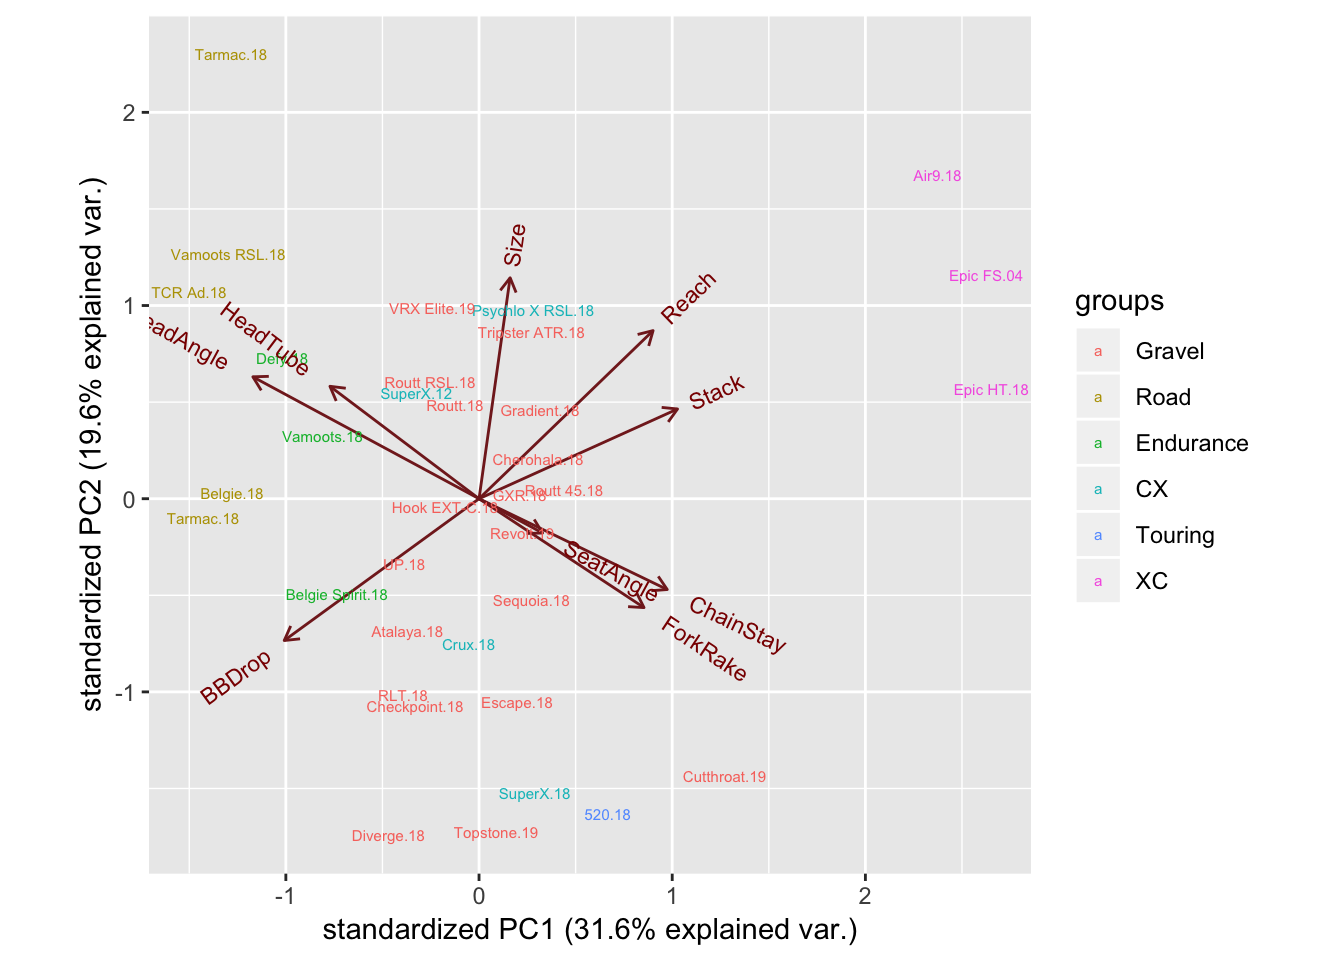 Tarmac.18
2
Air9.18
Size
Vamoots RSL.18
Reach
Epic FS.04
TCR Ad.18
1
VRX Elite.19
Psychlo X RSL.18
HeadTube
Tripster ATR.18
eadAngle
Defy.18
Routt RSL.18
Stack
Epic HT.18
SuperX.12
Routt.18
Gradient.18
Vamoots.18
Cherohala.18
Belgie.18
Routt 45.18
GXR.18
0
Hook EXT-C.18
Tarmac.18
Revolt.19
UP.18
SeatAngle
Belgie Spirit.18
Sequoia.18
ChainStay
Atalaya.18
Crux.18
ForkRake
BBDrop
-1
RLT.18
Escape.18
Checkpoint.18
Cutthroat.19
SuperX.18
520.18
Diverge.18
Topstone.19
-1 0 1 2
standardized PC1 (31.6% explained var.)
standardized PC2 (19.6% explained var.)
groups
a Gravel
a Road
a Endurance
a CX
a Touring
a XC